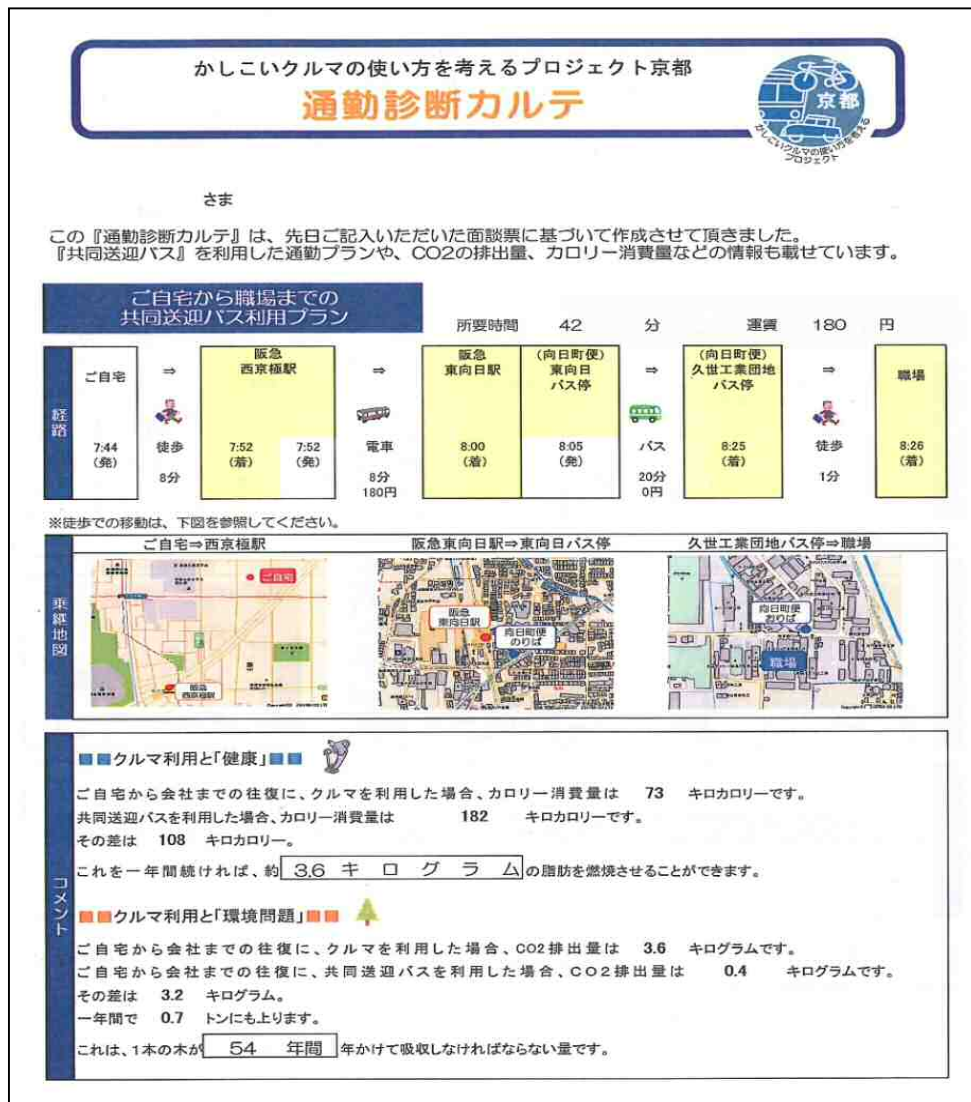 かしこいクルマの使い方を考えるプロジェクト京都
通勤診断カルテ
京都
かしこいクルマの使い方を考える
プロジェクト
さま
この『通勤診断カルテ』は、先日ご記入いただいた面談票に基づいて作成させて頂きました。
『共同送迎バス』を利用した通勤プランや、CO2の排出量、カロリー消費量などの情報も載せています。
ご自宅から職場までの
共同送迎バス利用プラン
所要時間 42 分 運賃 180 円
経路
ご自宅 ⇒ 阪急西京極駅 ⇒ 阪急東向日駅 (向日町便)東向日バス停 ⇒ (向日町便)久世工業団地バス停 ⇒ 職場
7:44 徒歩 7:52 7:52 電車 8:00 8:05 バス 8:25 徒歩 8:26
(発) (着) (発) (着) (発) (着) (着)
8分 8分 20分 1分
180円 0円
※徒歩での移動は、下図を参照してください。
乗継地図
ご自宅⇒西京極駅 阪急東向日駅⇒東向日バス停 久世工業団地バス停⇒職場
ご自宅
阪急
西京極駅
阪急
東向日駅
向日町便
のりば
向日町便
おりば
職場
コメント
■■クルマ利用と「健康」■■
ご自宅から会社までの往復に、クルマを利用した場合、カロリー消費量は 73 キロカロリーです。
共同送迎バスを利用した場合、カロリー消費量は 182 キロカロリーです。
その差は 108 キロカロリー。
これを一年間続ければ、約 3.6 キログラム の脂肪を燃焼させることができます。
■■クルマ利用と「環境問題」■■
ご自宅から会社までの往復に、クルマを利用した場合、CO2排出量は 3.6 キログラムです。
ご自宅から会社までの往復に、共同送迎バスを利用した場合、CO2排出量は 0.4 キログラムです。
その差は 3.2 キログラム。
一年間で 0.7 トンにも上ります。
これは、1本の木が 54 年間 年かけて吸収しなければならない量です。